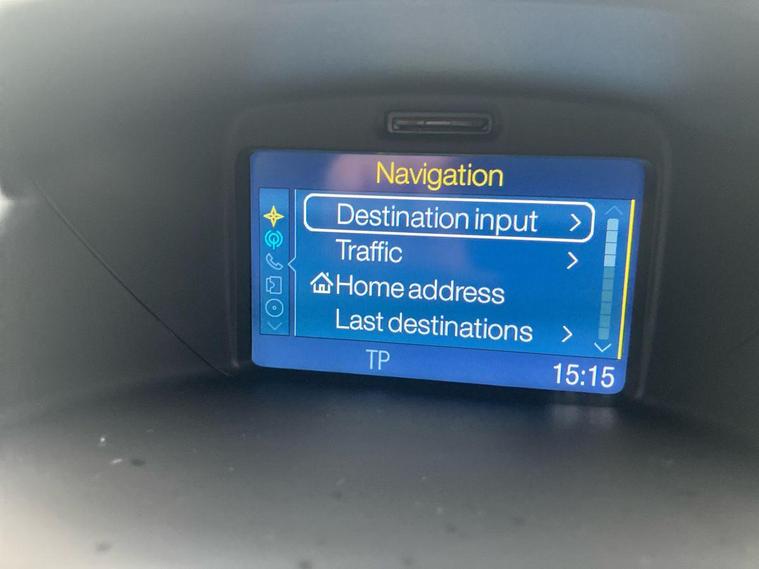 Navigation
Destination input
Traffic
Home address
Last destinations
TP
15:15